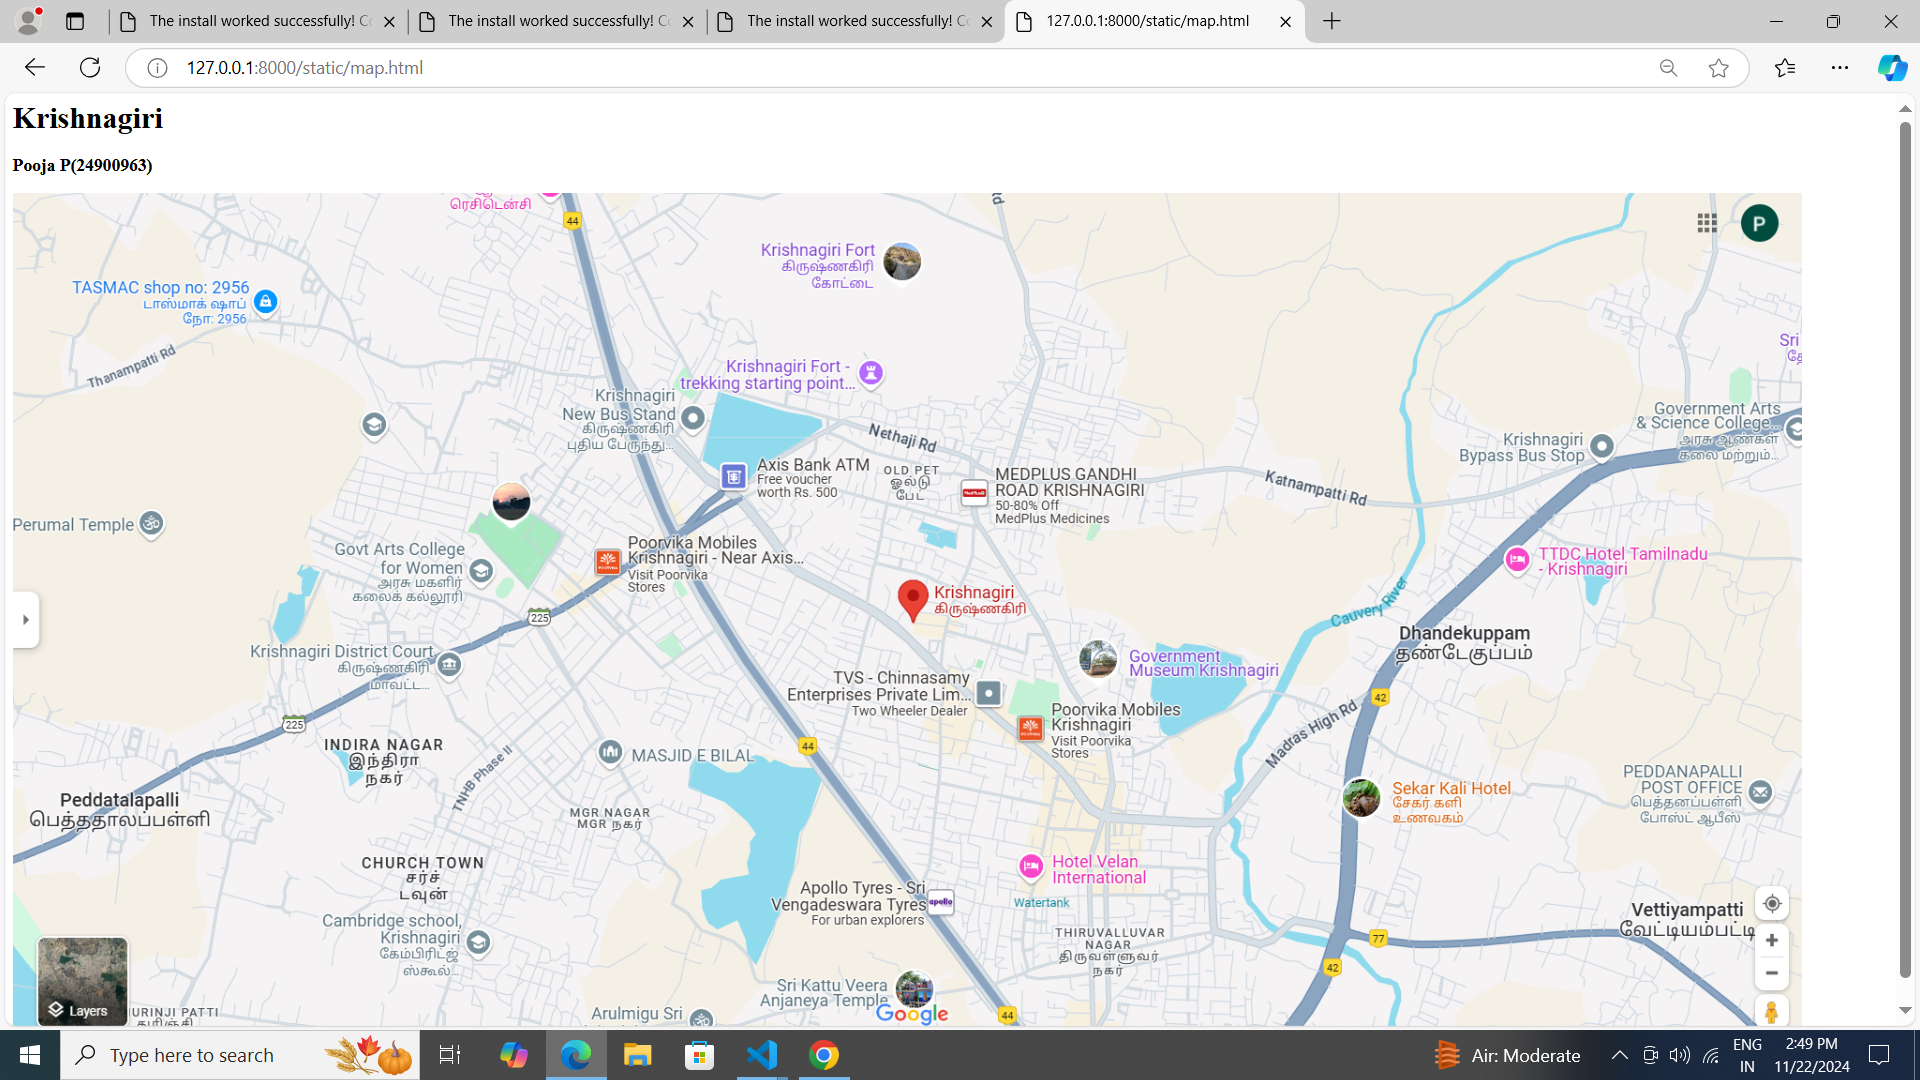 The install worked successfully! Co
The install worked successfully! Co
The install worked successfully! Co
127.0.0.1:8000/static/map.html
127.0.0.1:8000/static/map.html
Krishnagiri
Pooja P(24900963)
ரெசிடென்சி
44
P
Krishnagiri Fort
கிருஷ்ணகிரி
கோட்டை
TASMAC shop no: 2956
டாஸ்மாக் ஷாப்
நோ: 2956
Thanampatti Rd
Krishnagiri Fort -
trekking starting point...
Sri
Krishnagiri
New Bus Stand
கிருஷ்ணகிரி
புதிய பேருந்து...
Nethaji Rd
Government Arts
& Science College...
அரசு ஆண்கள்
கலை மற்றும்...
Krishnagiri
Bypass Bus Stop
Axis Bank ATM
Free voucher
worth Rs. 500
OLD PET
ஓல்டு
பேட்
MEDPLUS GANDHI
ROAD KRISHNAGIRI
50-80% Off
MedPlus Medicines
Katnampatti Rd
Perumal Temple
Govt Arts College
for Women
அரசு மகளிர்
கலைக் கல்லூரி
Poorvika Mobiles
Krishnagiri - Near Axis...
Visit Poorvika
Stores
TTDC Hotel Tamilnadu
- Krishnagiri
Krishnagiri
கிருஷ்ணகிரி
225
Cauvery River
Dhandekuppam
தண்டேகுப்பம்
Krishnagiri District Court
கிருஷ்ணகிரி
மாவட்ட...
Government
Museum Krishnagiri
TVS - Chinnasamy
Enterprises Private Lim...
Two Wheeler Dealer
42
Poorvika Mobiles
Krishnagiri
Visit Poorvika
Stores
Madras High Rd
225
INDIRA NAGAR
இந்திரா
நகர்
44
MASJID E BILAL
TNHB Phase II
PEDDANAPALLI
POST OFFICE
பெத்தனப்பள்ளி
போஸ்ட் ஆபீஸ்
Sekar Kali Hotel
சேகர் களி
உணவகம்
Peddatalapalli
பெத்ததாலப்பள்ளி
MGR NAGAR
MGR நகர்
CHURCH TOWN
சர்ச்
டவுன்
Hotel Velan
International
Apollo Tyres - Sri
Vengadeswara Tyres
For urban explorers
apollo
Watertank
Vettiyampatti
வேட்டியம்பட்டி
Cambridge school,
Krishnagiri
கேம்பிரிட்ஜ்
ஸ்கூல்...
THIRUVALLUVAR
NAGAR
திருவள்ளுவர்
நகர்
77
42
Sri Kattu Veera
Anjaneya Temple
Layers
URINJI PATTI
Arulmigu Sri
Google
44
Type here to search
Air: Moderate
ENG
IN
2:49 PM
11/22/2024